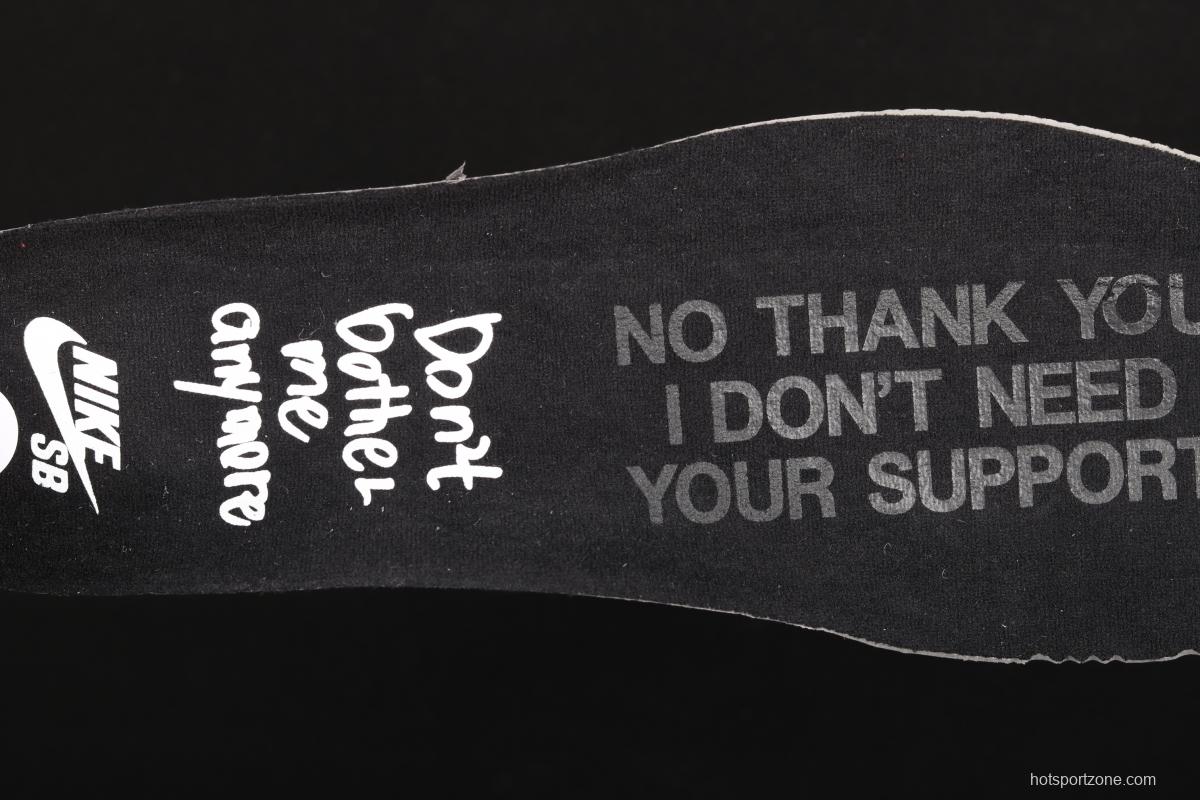 NO THANK YOU
I DON'T NEED
YOUR SUPPORT
Don't
bother
me
anymore
NIKE
SB
hotsportzone.com